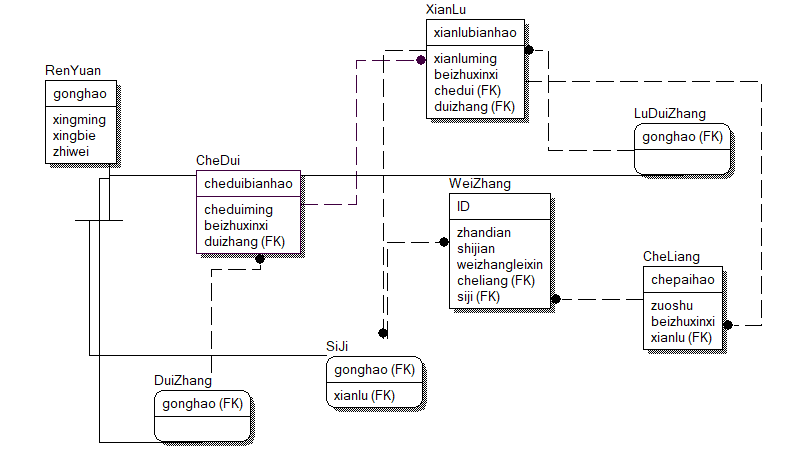 XianLu
xianlubianhao
xianluming
beizhuxinxi
chedui (FK)
duizhang (FK)
RenYuan
gonghao
xingming
xingbie
zhiwei
LuDuiZhang
gonghao (FK)
CheDui
cheduibianhao
cheduiming
beizhuxinxi
duizhang (FK)
WeiZhang
ID
zhandian
shijian
weizhangleixin
cheliang (FK)
siji (FK)
CheLiang
chepaihao
zuoshu
beizhuxinxi
xianlu (FK)
SiJi
gonghao (FK)
xianlu (FK)
DuiZhang
gonghao (FK)